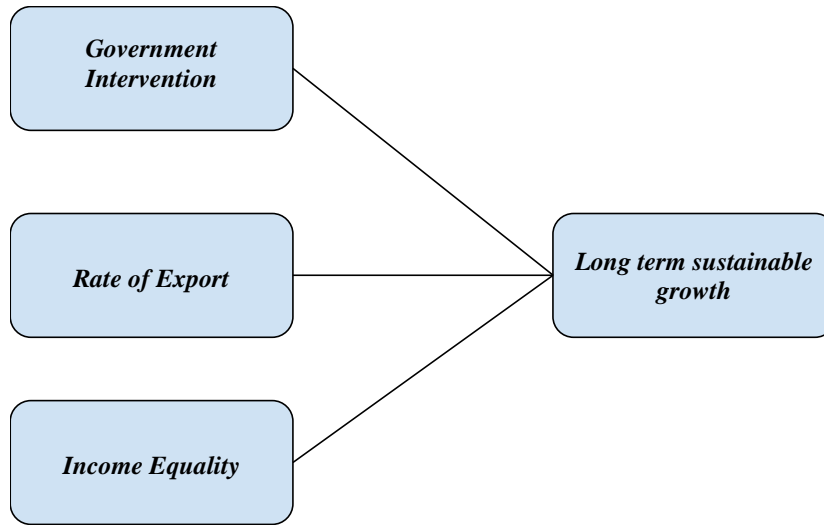 Government
Intervention
Rate of Export
Long term sustainable
growth
Income Equality